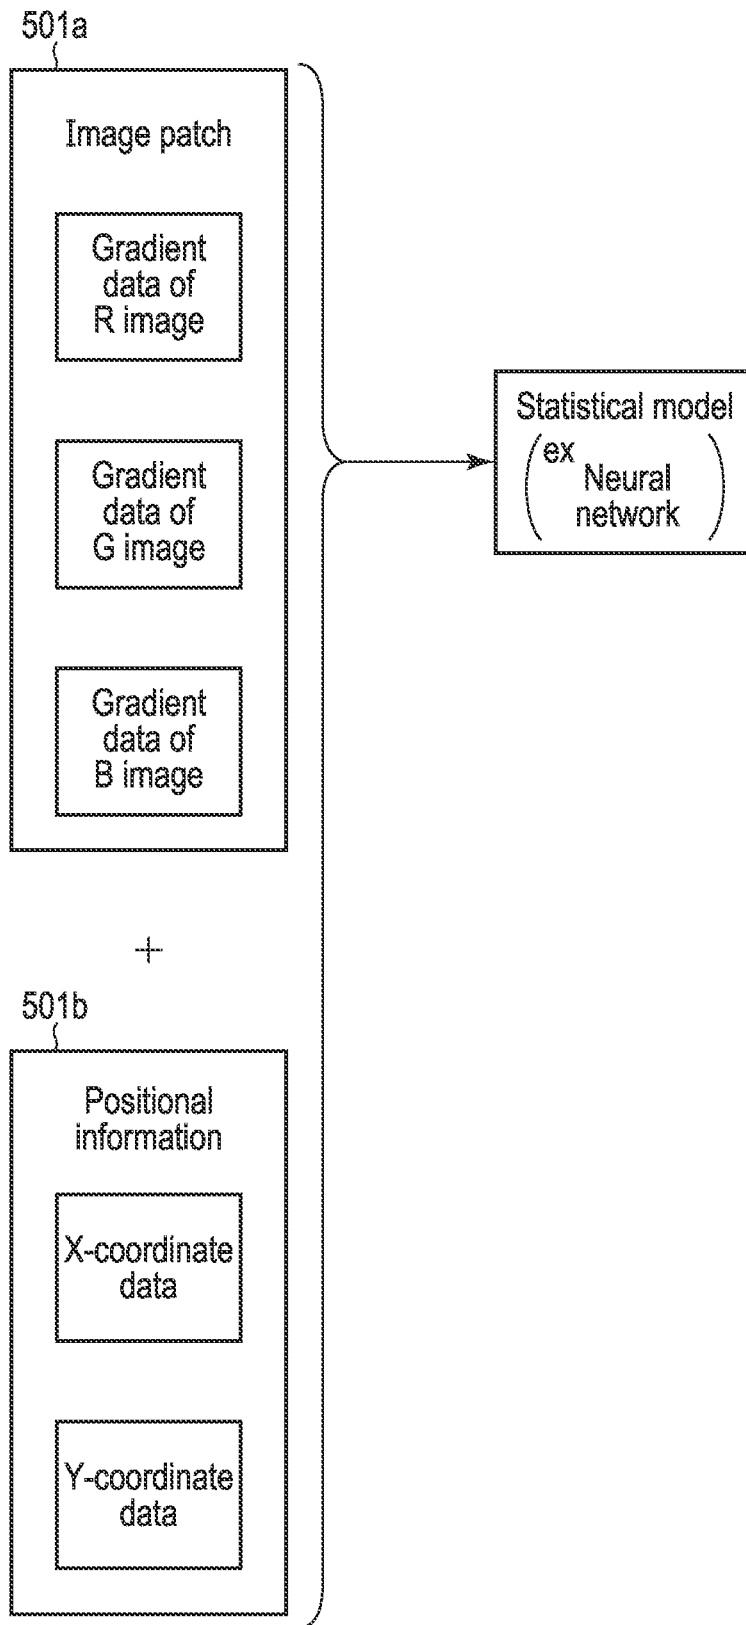 501a
Image patch
Gradient
data of
R image
Gradient
data of
G image
Gradient
data of
B image
+
501b
Positional
information
X-coordinate
data
Y-coordinate
data
Statistical model
(ex
Neural
network)